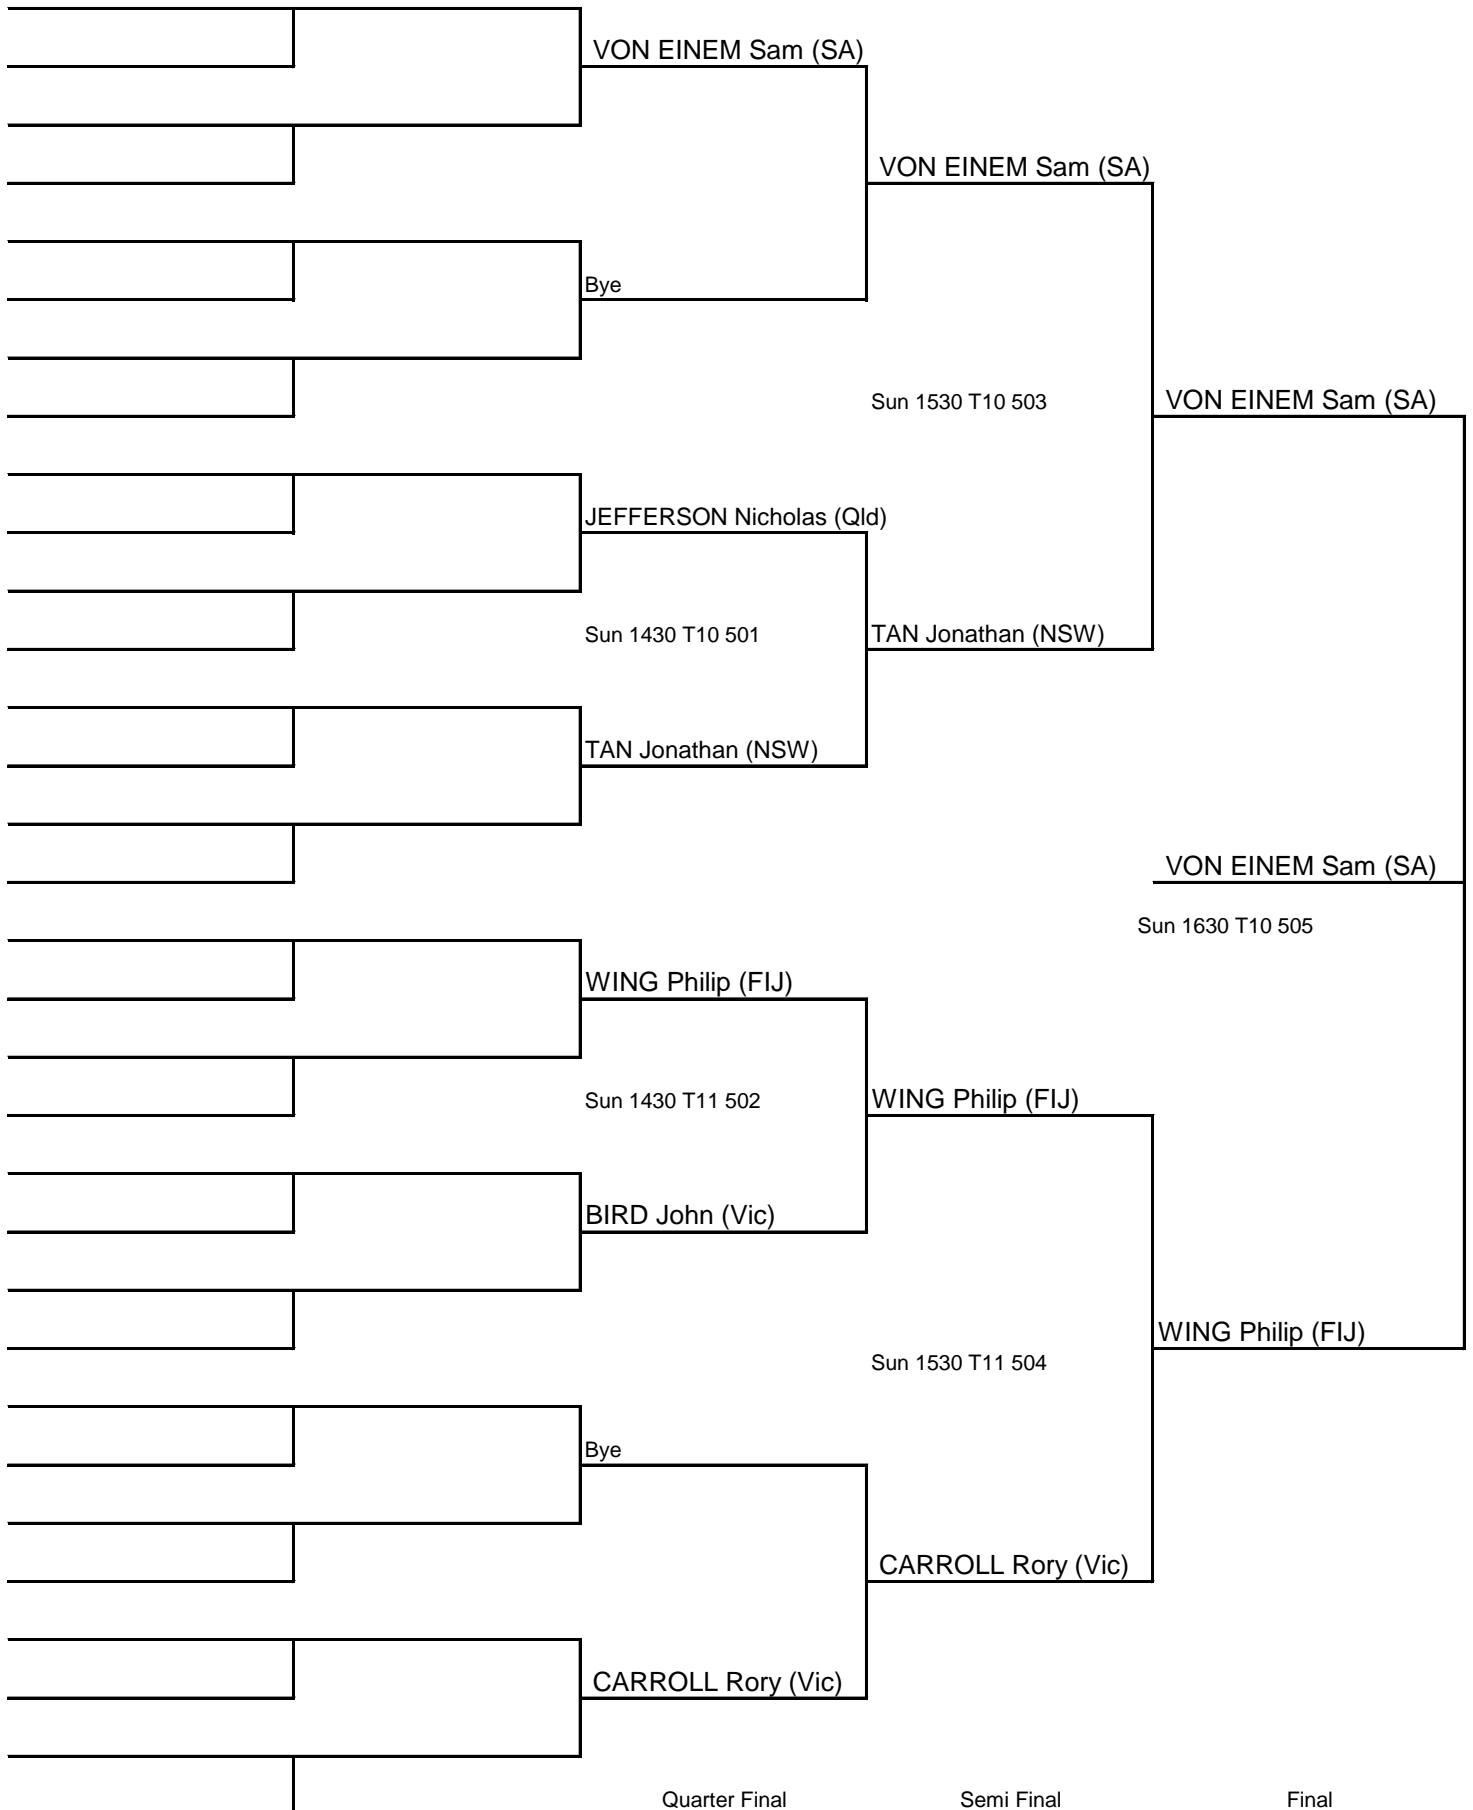 VON EINEM Sam (SA)
VON EINEM Sam (SA)
Bye
Sun 1530 T10 503
VON EINEM Sam (SA)
JEFFERSON Nicholas (Qld)
Sun 1430 T10 501
TAN Jonathan (NSW)
TAN Jonathan (NSW)
VON EINEM Sam (SA)
Sun 1630 T10 505
WING Philip (FIJ)
Sun 1430 T11 502
WING Philip (FIJ)
BIRD John (Vic)
WING Philip (FIJ)
Sun 1530 T11 504
Bye
CARROLL Rory (Vic)
CARROLL Rory (Vic)
Quarter Final
Semi Final
Final